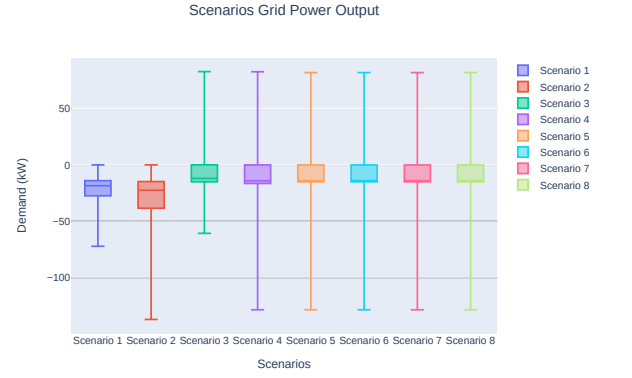 Scenarios Grid Power Output
Demand (kW)
50
0
−50
−100
Scenario 1 Scenario 2 Scenario 3 Scenario 4 Scenario 5 Scenario 6 Scenario 7 Scenario 8
Scenarios
Scenario 1
Scenario 2
Scenario 3
Scenario 4
Scenario 5
Scenario 6
Scenario 7
Scenario 8